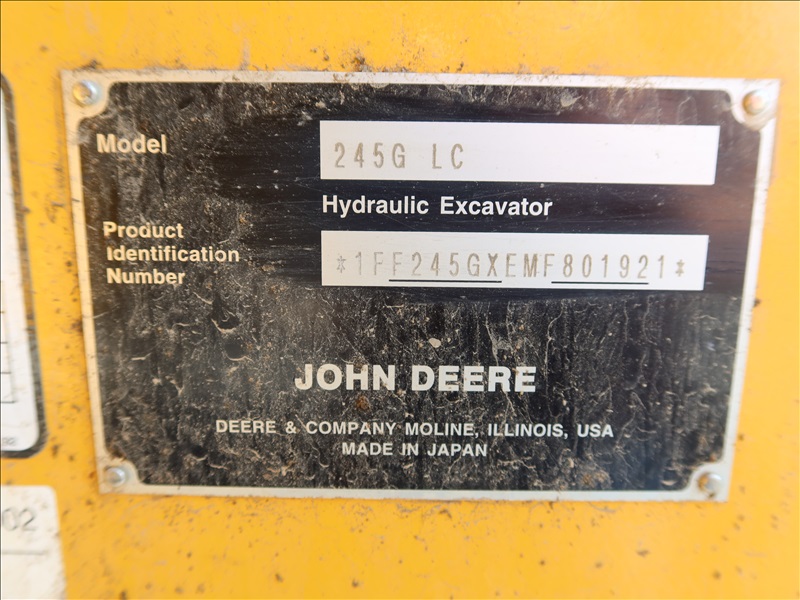 Model
245G LC
Hydraulic Excavator
Product
Identification
Number
*1FF245GXEMF801921*
JOHN DEERE
DEERE & COMPANY MOLINE, ILLINOIS, USA
MADE IN JAPAN
02